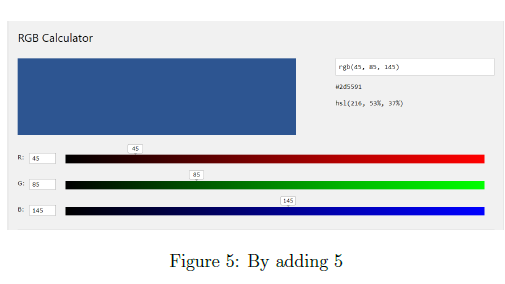 RGB Calculator
rgb(45, 85, 145)
#2d5591
hsl(216, 53%, 37%)
45
R: 45
85
G: 85
145
B: 145
Figure 5: By adding 5